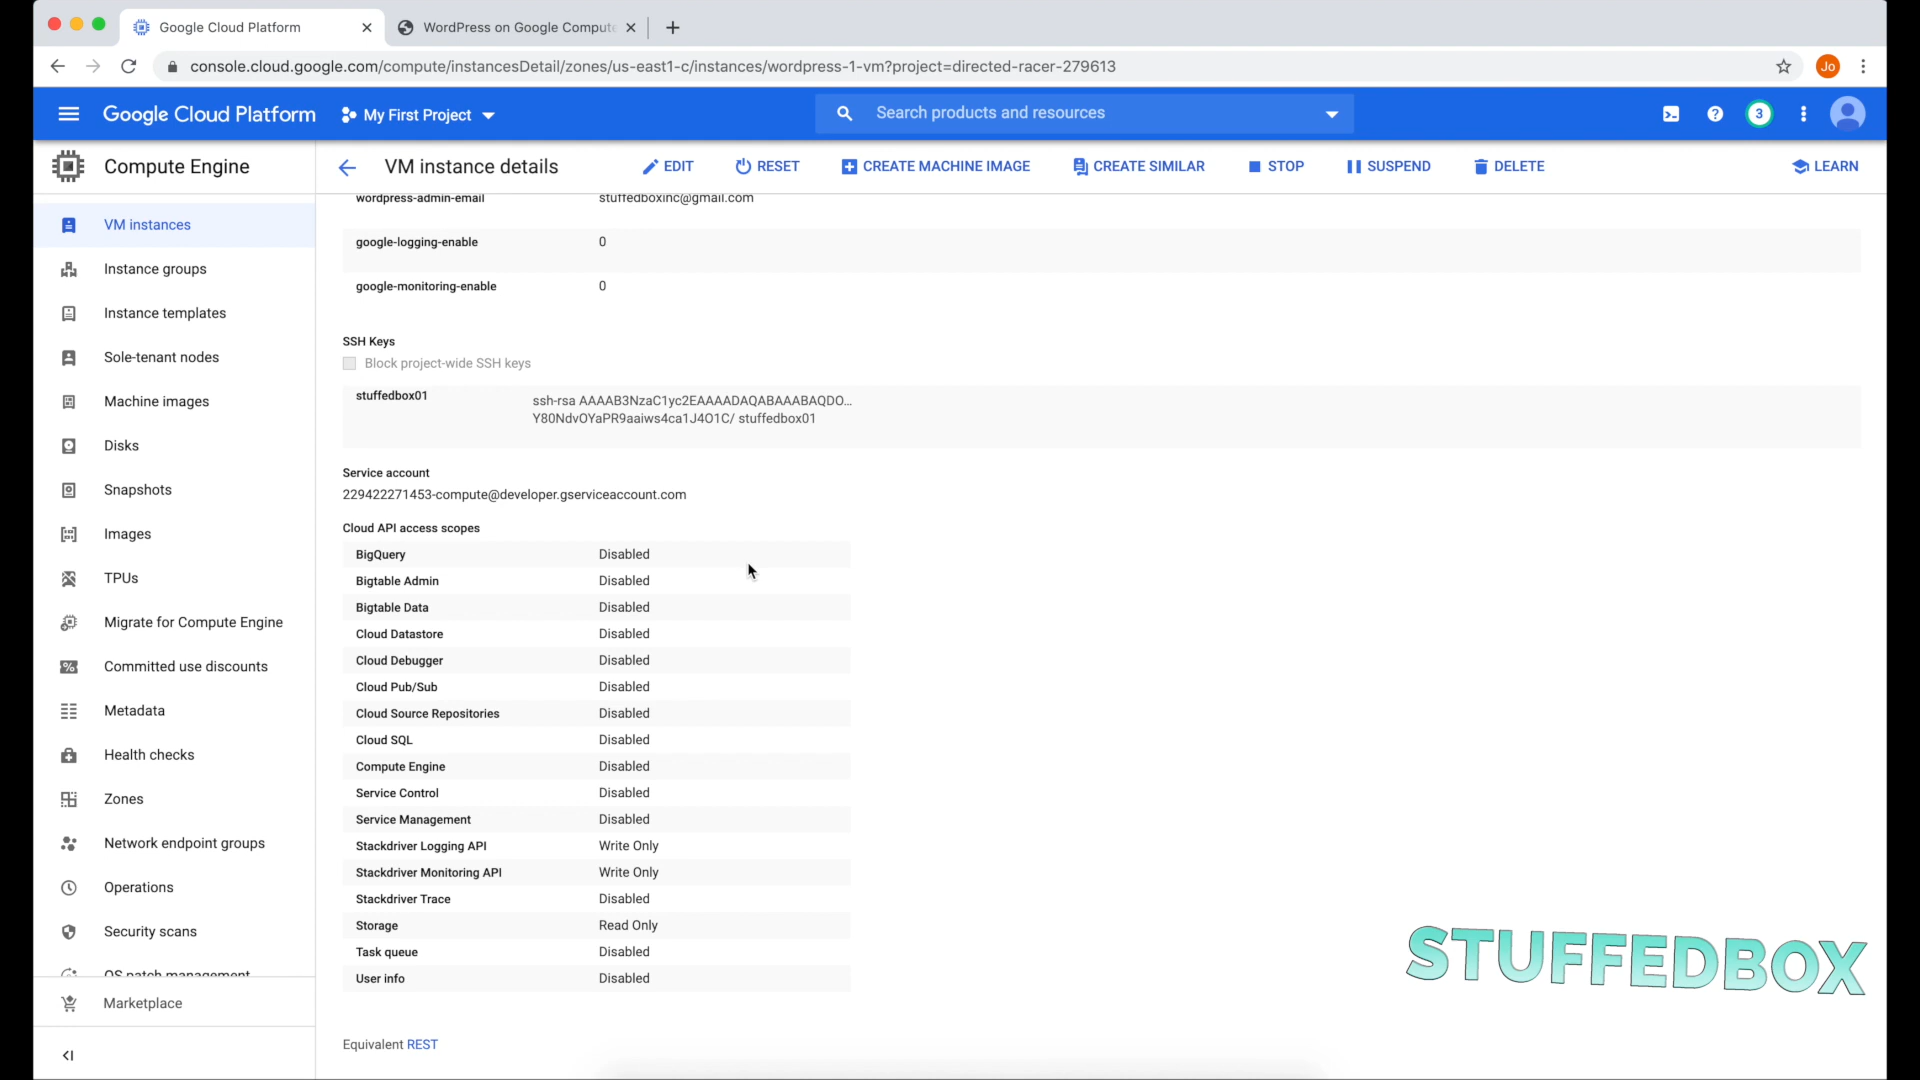 Google Cloud Platform
WordPress on Google Compute
console.cloud.google.com/compute/instancesDetail/zones/us-east1-c/instances/wordpress-1-vm?project=directed-racer-279613
Jo
Google Cloud Platform
My First Project
Search products and resources
3
Compute Engine
VM instance details
EDIT
RESET
CREATE MACHINE IMAGE
CREATE SIMILAR
STOP
SUSPEND
DELETE
LEARN
VM instances
Instance groups
Instance templates
Sole-tenant nodes
Machine images
Disks
Snapshots
Images
TPUs
Migrate for Compute Engine
Committed use discounts
Metadata
Health checks
Zones
Network endpoint groups
Operations
Security scans
OS patch management
Marketplace
wordpress-admin-email stuffedboxinc@gmail.com
google-logging-enable 0
google-monitoring-enable 0
SSH Keys
Block project-wide SSH keys
stuffedbox01 ssh-rsa AAAAB3NzaC1yc2EAAAADAQABAAABAQDO...
Y80NdvOYaPR9aaiws4ca1J4O1C/ stuffedbox01
Service account
229422271453-compute@developer.gserviceaccount.com
Cloud API access scopes
BigQuery Disabled
Bigtable Admin Disabled
Bigtable Data Disabled
Cloud Datastore Disabled
Cloud Debugger Disabled
Cloud Pub/Sub Disabled
Cloud Source Repositories Disabled
Cloud SQL Disabled
Compute Engine Disabled
Service Control Disabled
Service Management Disabled
Stackdriver Logging API Write Only
Stackdriver Monitoring API Write Only
Stackdriver Trace Disabled
Storage Read Only
Task queue Disabled
User info Disabled
Equivalent REST
STUFFEDBOX